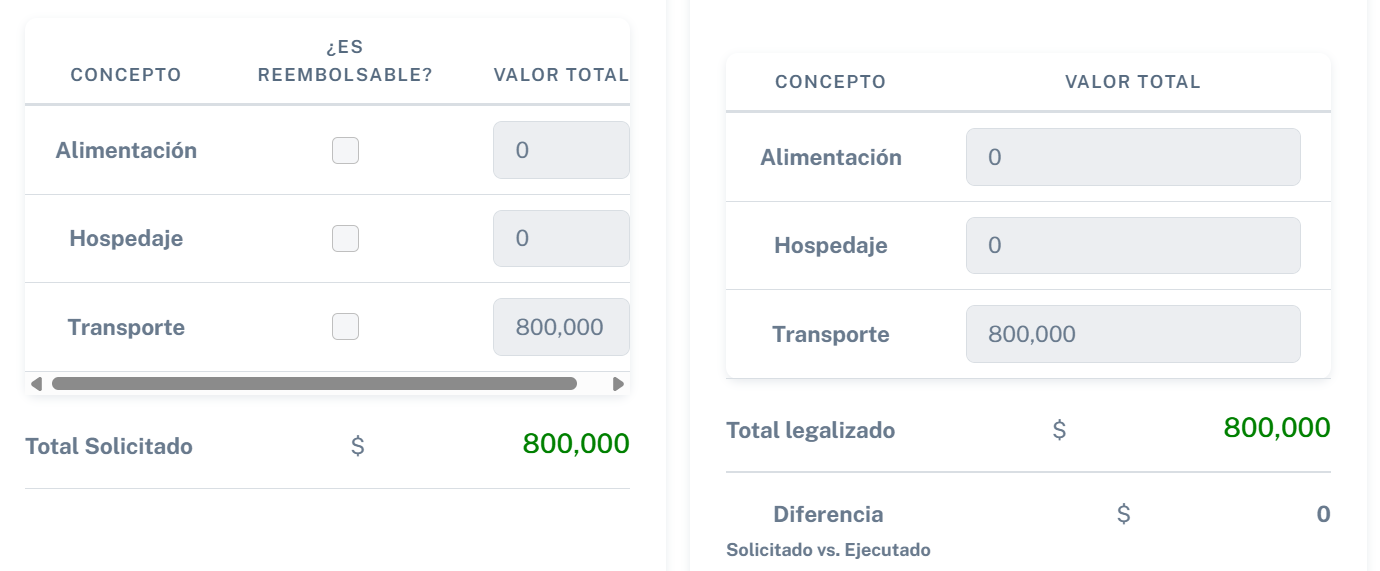 ¿ES
CONCEPTO REEMBOLSABLE? VALOR TOTAL
Alimentación 0
Hospedaje 0
Transporte 800,000
Total Solicitado $ 800,000
CONCEPTO VALOR TOTAL
Alimentación 0
Hospedaje 0
Transporte 800,000
Total legalizado $ 800,000
Diferencia $ 0
Solicitado vs. Ejecutado